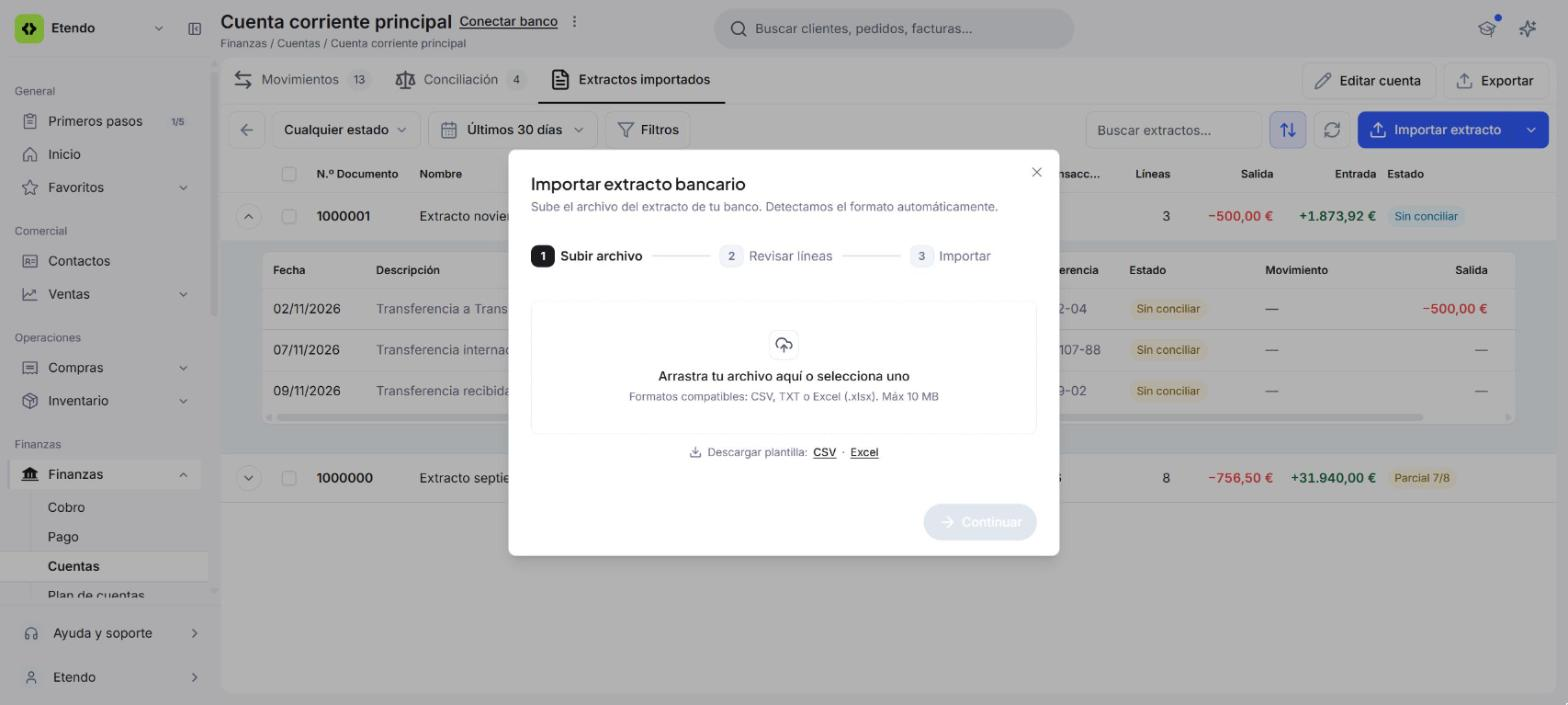 Etendo
Cuenta corriente principal Conectar banco
Finanzas / Cuentas / Cuenta corriente principal
Buscar clientes, pedidos, facturas...
General
Primeros pasos 1/5
Inicio
Favoritos
Comercial
Contactos
Ventas
Operaciones
Compras
Inventario
Finanzas
Finanzas
Cobro
Pago
Cuentas
Plan de cuentas
Ayuda y soporte
Etendo
Movimientos 13 Conciliación 4 Extractos importados
Editar cuenta Exportar
Cualquier estado Últimos 30 días Filtros
Buscar extractos... Importar extracto
N.º Documento Nombre Líneas Salida Entrada Estado
1000001 Extracto 3 −500,00 € +1.873,92 € Sin conciliar
Fecha Descripción Estado Movimiento Salida
02/11/2026 Transferencia a Sin conciliar — −500,00 €
07/11/2026 Transferencia Sin conciliar — —
09/11/2026 Transferencia Sin conciliar — —
1000000 Extracto 8 −756,50 € +31.940,00 € Parcial 7/8
Importar extracto bancario
Sube el archivo del extracto de tu banco. Detectamos el formato automáticamente.
1 Subir archivo 2 Revisar líneas 3 Importar
Arrastra tu archivo aquí o selecciona uno
Formatos compatibles: CSV, TXT o Excel (.xlsx). Máx 10 MB
Descargar plantilla: CSV · Excel
Continuar